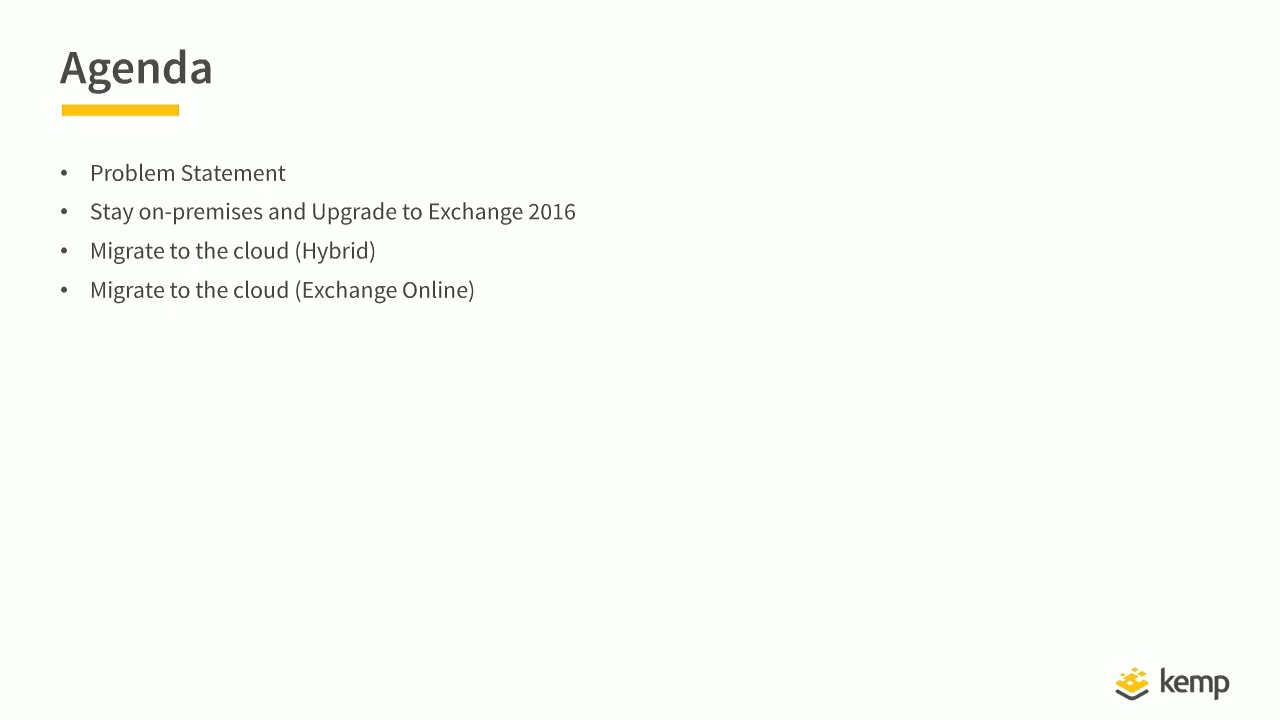 Agenda
• Problem Statement
• Stay on-premises and Upgrade to Exchange 2016
• Migrate to the cloud (Hybrid)
• Migrate to the cloud (Exchange Online)
kemp